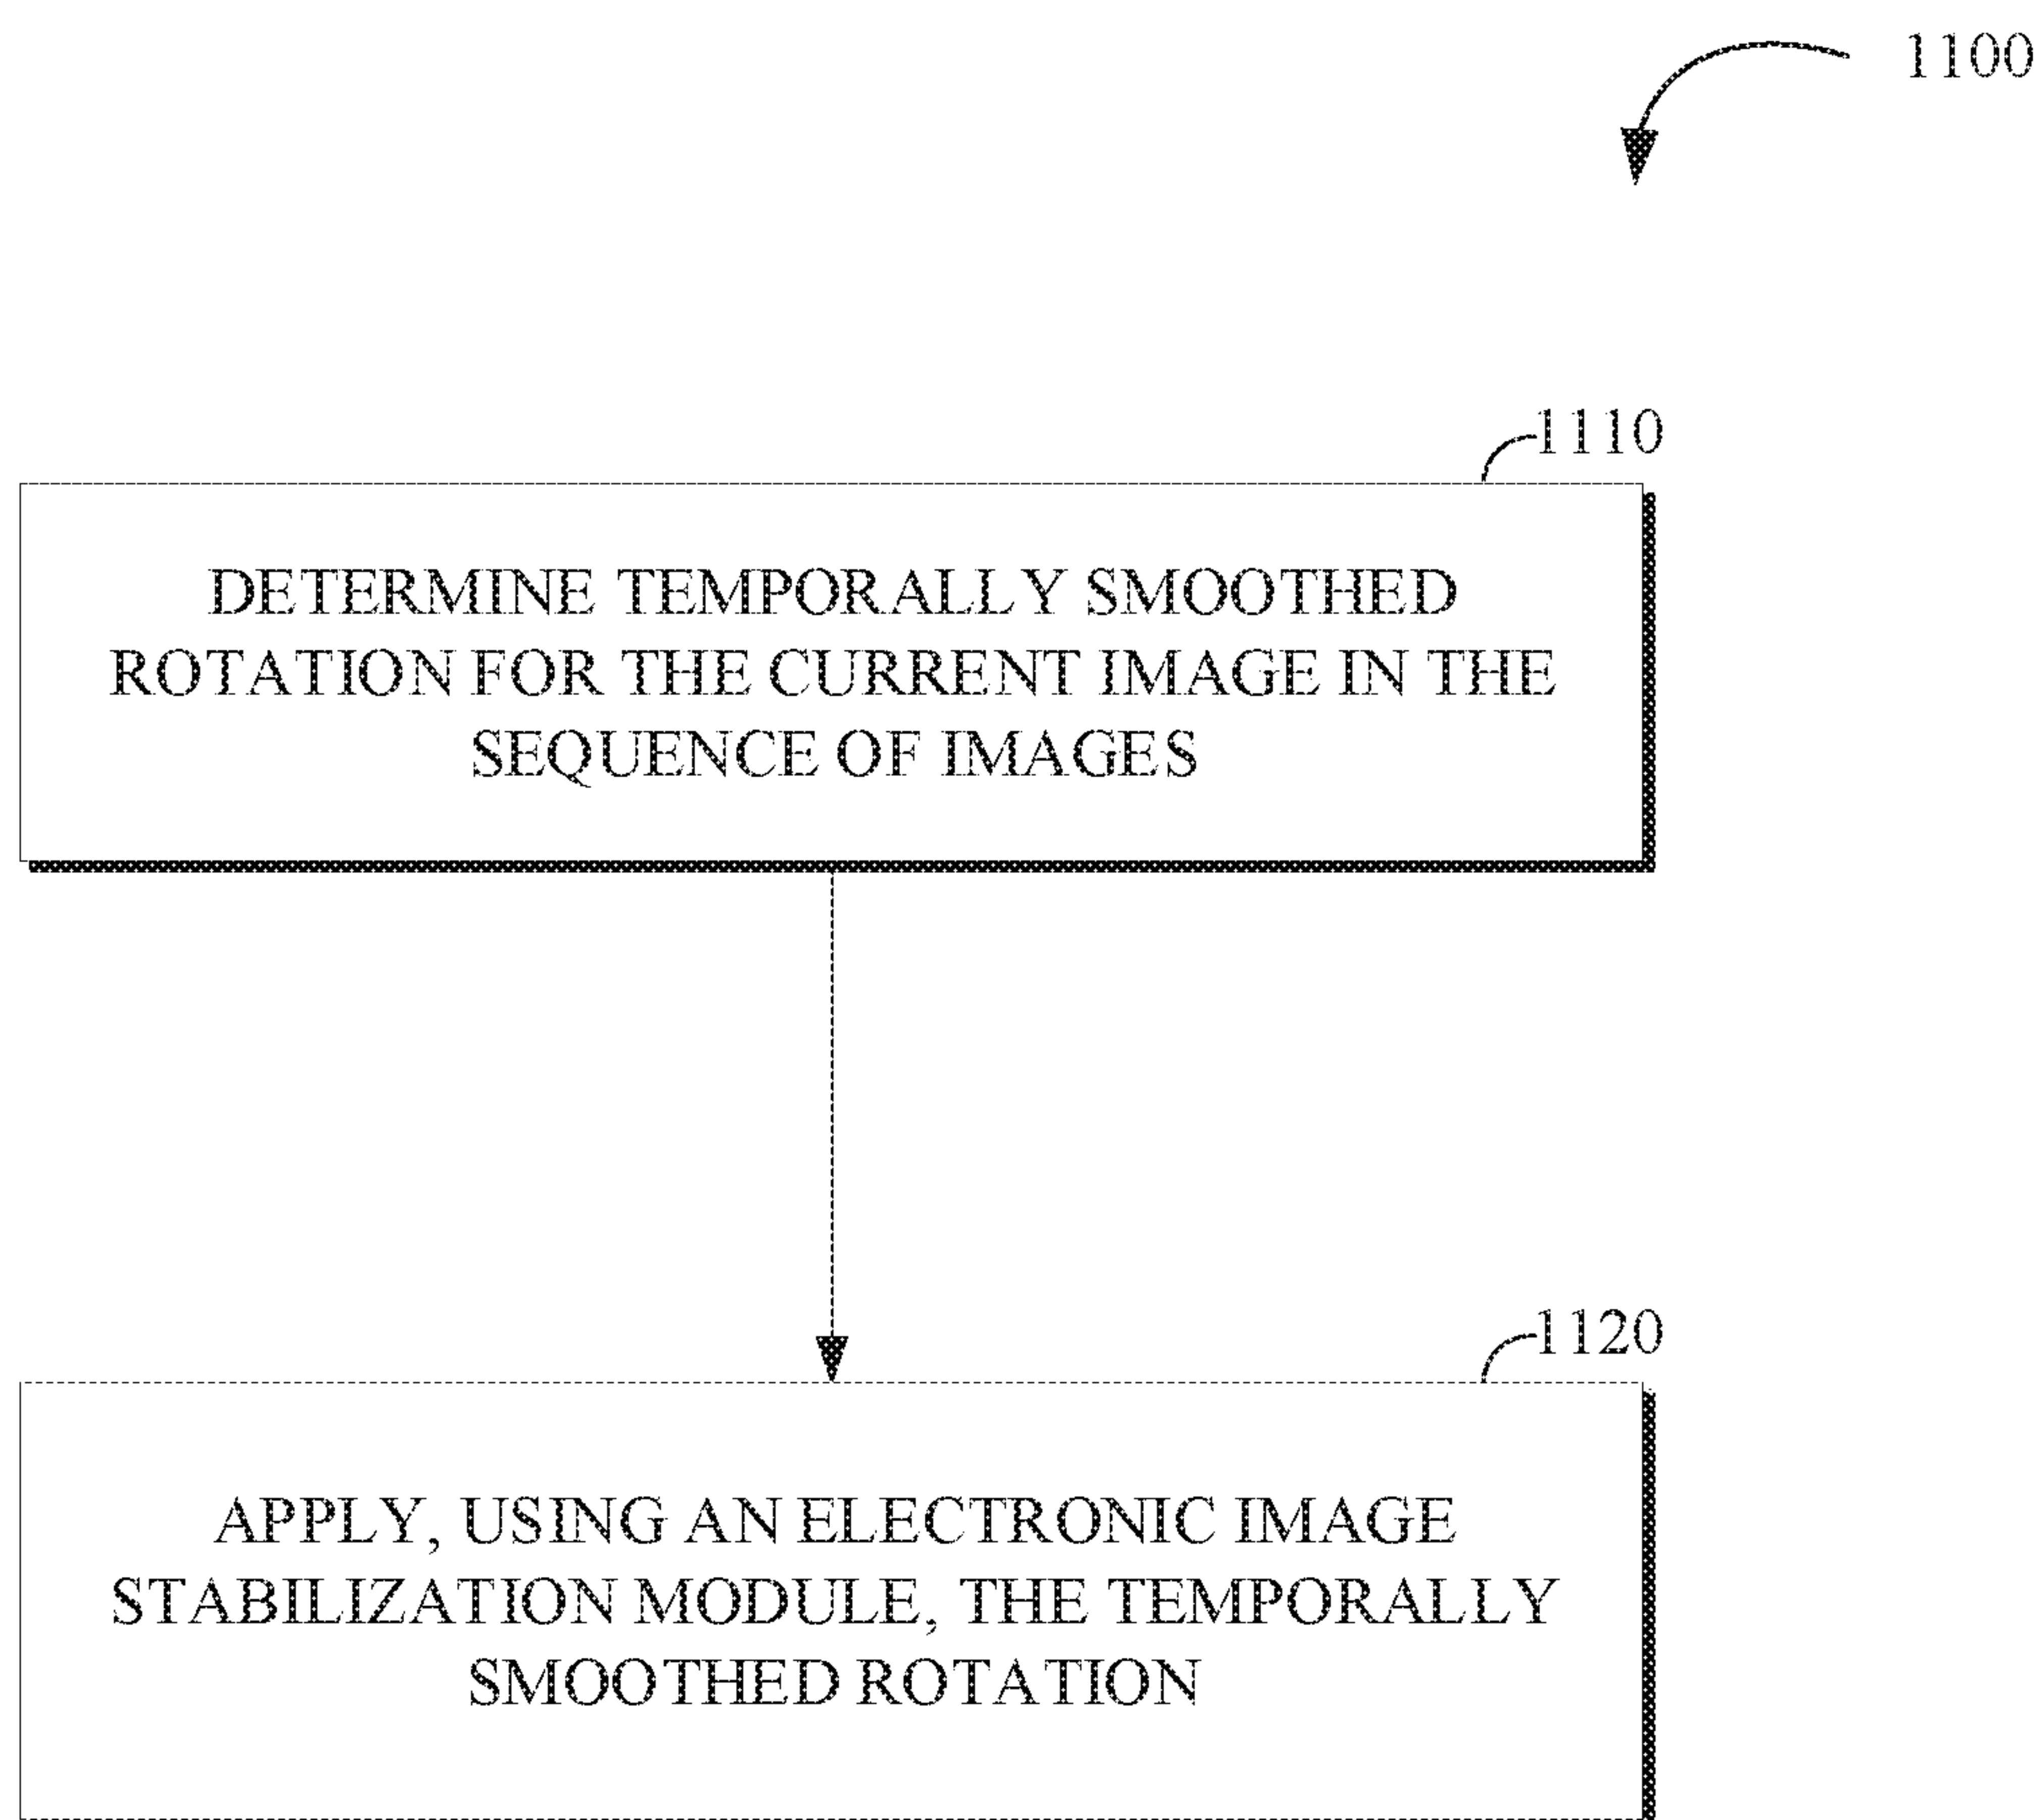 1100
1110
DETERMINE TEMPORALLY SMOOTHED
ROTATION FOR THE CURRENT IMAGE IN THE
SEQUENCE OF IMAGES
1120
APPLY, USING AN ELECTRONIC IMAGE
STABILIZATION MODULE, THE TEMPORALLY
SMOOTHED ROTATION